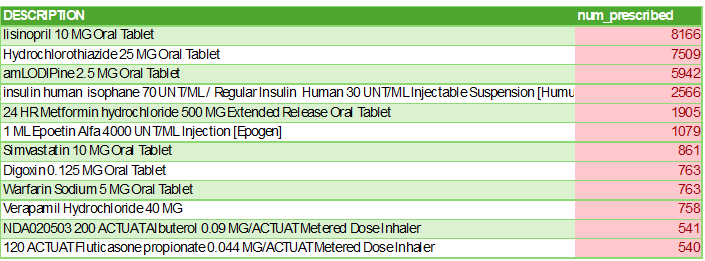 DESCRIPTION num_prescribed
lisinopril 10 MG Oral Tablet 8166
Hydrochlorothiazide 25 MG Oral Tablet 7509
amLODIPine 2.5 MG Oral Tablet 5942
insulin human isophane 70 UNT/ML / Regular Insulin Human 30 UNT/ML Injectable Suspension [Humu 2566
24 HR Metformin hydrochloride 500 MG Extended Release Oral Tablet 1905
1 ML Epoetin Alfa 4000 UNT/ML Injection [Epogen] 1079
Simvastatin 10 MG Oral Tablet 861
Digoxin 0.125 MG Oral Tablet 763
Warfarin Sodium 5 MG Oral Tablet 763
Verapamil Hydrochloride 40 MG 758
NDA020503 200 ACTUAT Albuterol 0.09 MG/ACTUAT Metered Dose Inhaler 541
120 ACTUAT Fluticasone propionate 0.044 MG/ACTUAT Metered Dose Inhaler 540